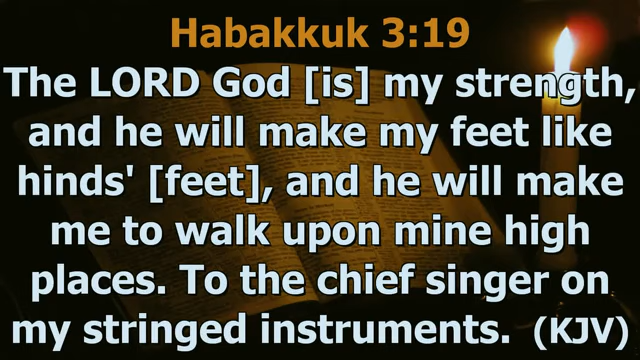 Habakkuk 3:19
The LORD God [is] my strength,
and he will make my feet like
hinds' [feet], and he will make
me to walk upon mine high
places. To the chief singer on
my stringed instruments. (KJV)